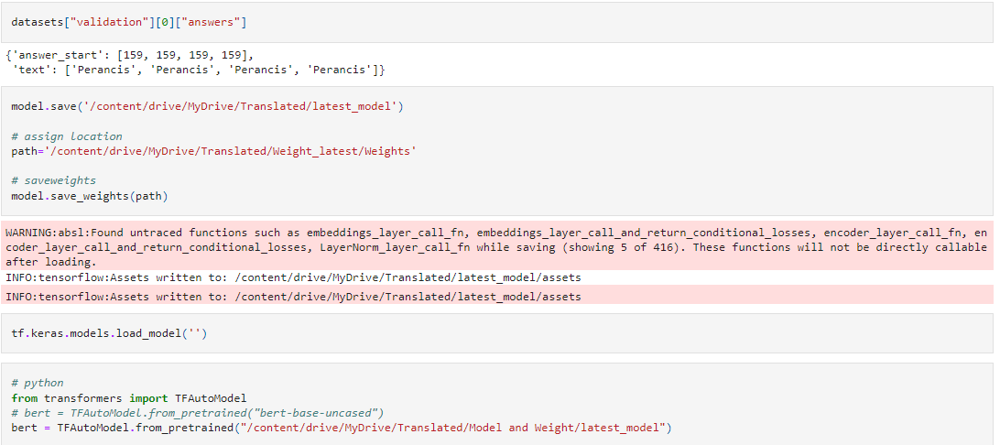 datasets["validation"][0]["answers"]
{'answer_start': [159, 159, 159, 159],
'text': ['Perancis', 'Perancis', 'Perancis', 'Perancis']}
model.save('/content/drive/MyDrive/Translated/latest_model')
# assign location
path='/content/drive/MyDrive/Translated/Weight_latest/Weights'
# saveweights
model.save_weights(path)
WARNING:absl:Found untraced functions such as embeddings_layer_call_fn, embeddings_layer_call_and_return_conditional_losses, encoder_layer_call_fn, en
coder_layer_call_and_return_conditional_losses, LayerNorm_layer_call_fn while saving (showing 5 of 416). These functions will not be directly callable
after loading.
INFO:tensorflow:Assets written to: /content/drive/MyDrive/Translated/latest_model/assets
INFO:tensorflow:Assets written to: /content/drive/MyDrive/Translated/latest_model/assets
tf.keras.models.load_model('')
# python
from transformers import TFAutoModel
# bert = TFAutoModel.from_pretrained("bert-base-uncased")
bert = TFAutoModel.from_pretrained("/content/drive/MyDrive/Translated/Model and Weight/latest_model")